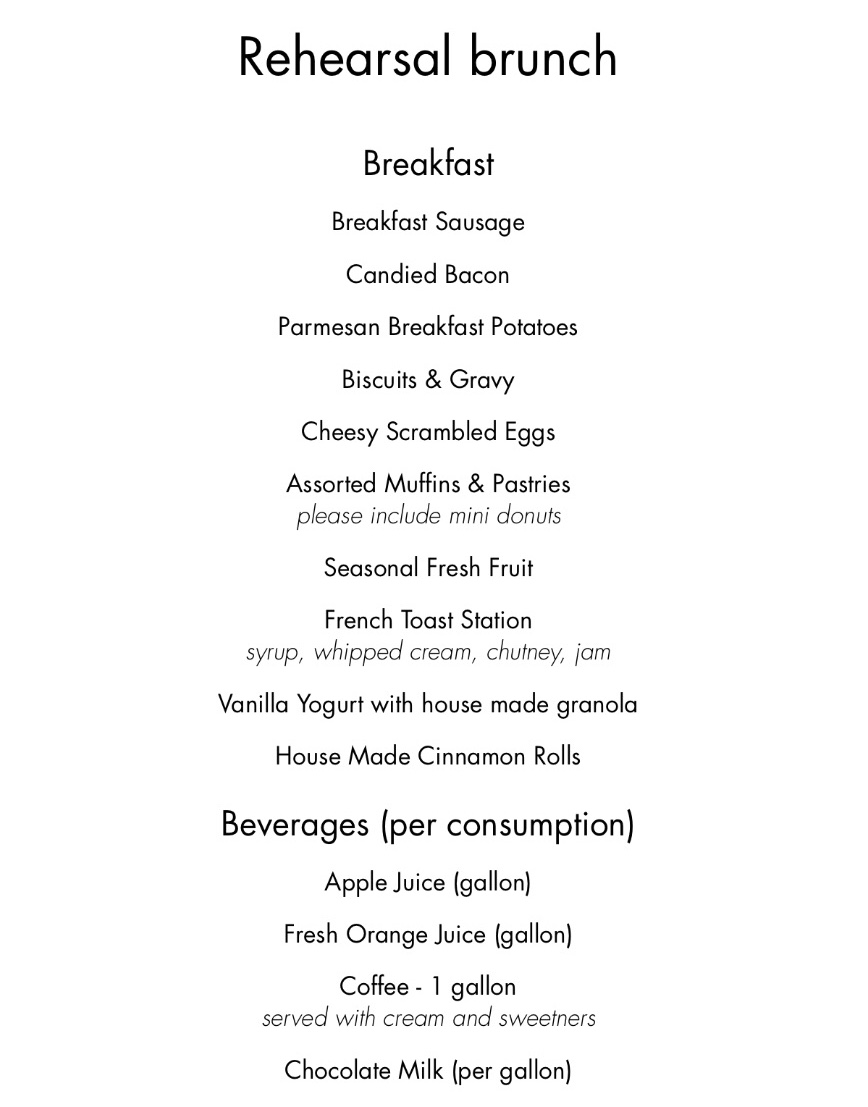 Rehearsal brunch
Breakfast
Breakfast Sausage
Candied Bacon
Parmesan Breakfast Potatoes
Biscuits & Gravy
Cheesy Scrambled Eggs
Assorted Muffins & Pastries
please include mini donuts
Seasonal Fresh Fruit
French Toast Station
syrup, whipped cream, chutney, jam
Vanilla Yogurt with house made granola
House Made Cinnamon Rolls
Beverages (per consumption)
Apple Juice (gallon)
Fresh Orange Juice (gallon)
Coffee - 1 gallon
served with cream and sweetners
Chocolate Milk (per gallon)